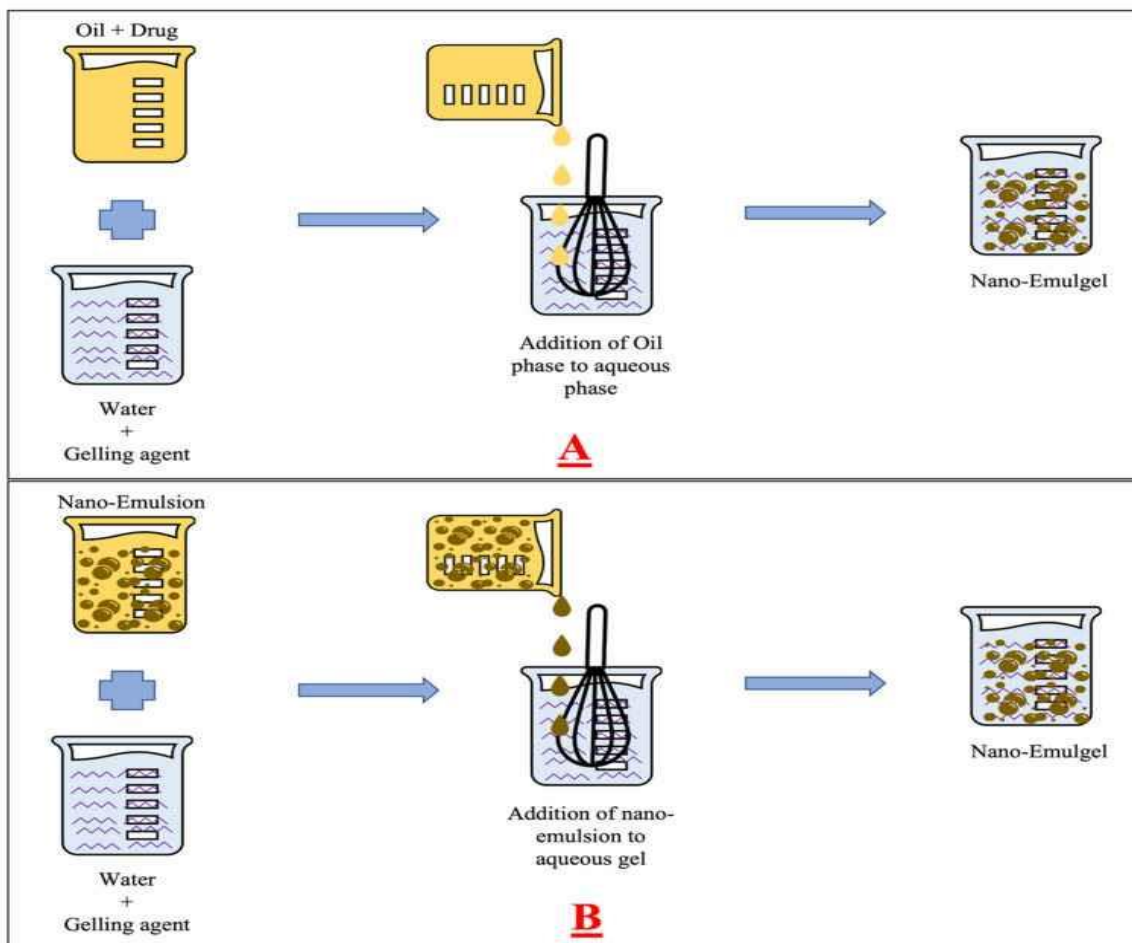 Oil + Drug
Water
+
Gelling agent
Addition of Oil
phase to aqueous
phase
Nano-Emulgel
A
Nano-Emulsion
Water
+
Gelling agent
Addition of nano-
emulsion to
aqueous gel
Nano-Emulgel
B